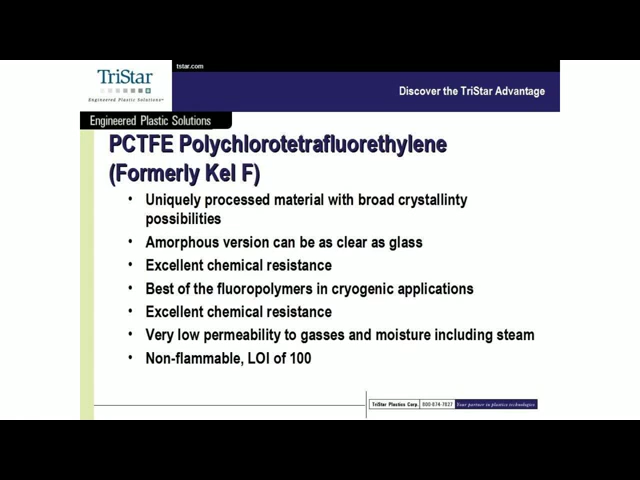 tstar.com
TriStar
Engineered Plastic Solutions
Discover the TriStar Advantage
Engineered Plastic Solutions
PCTFE Polychlorotetrafluorethylene
(Formerly Kel F)
• Uniquely processed material with broad crystallinty
possibilities
• Amorphous version can be as clear as glass
• Excellent chemical resistance
• Best of the fluoropolymers in cryogenic applications
• Excellent chemical resistance
• Very low permeability to gasses and moisture including steam
• Non-flammable, LOI of 100
TriStar Plastics Corp. 800-874-7827 Your partner in plastics technologies